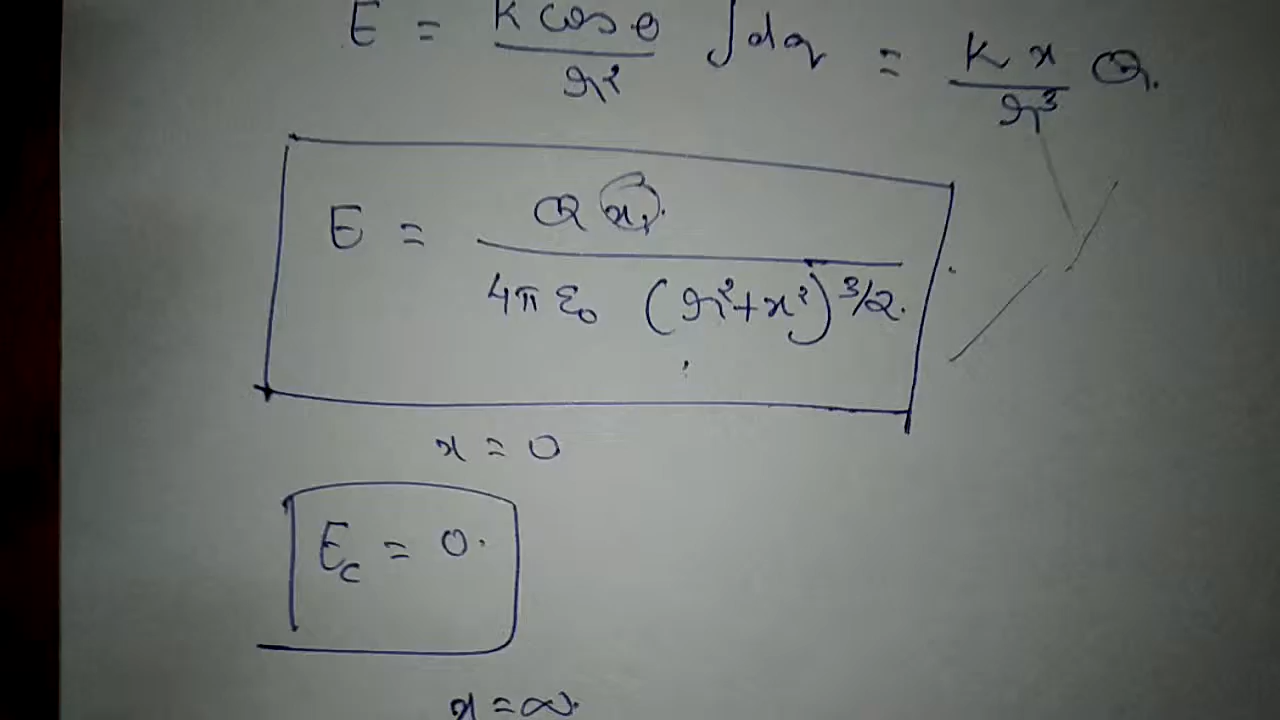 E = K cos θ / r² ∫dq = K x / r³ Q.
E = Q x / 4π ε₀ (r²+x²)^3/2.
x = 0
E_C = 0.
x = ∞.